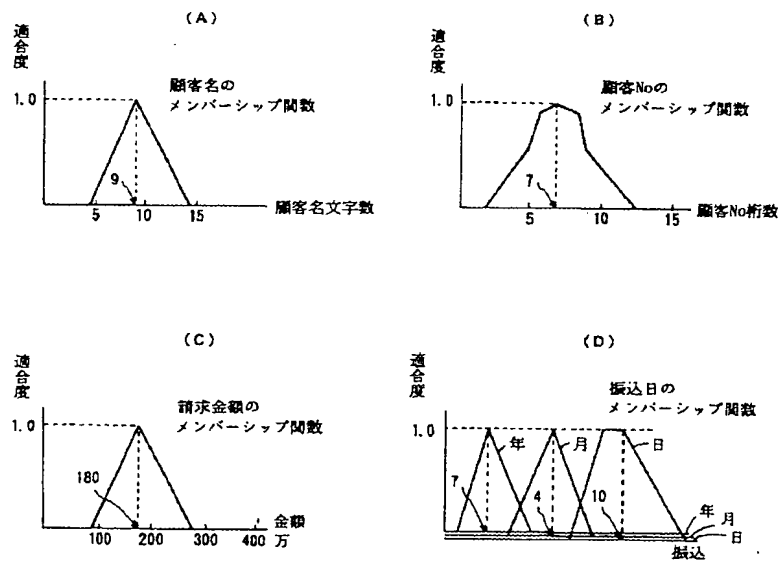 (A)
適合度
顧客名の
メンバーシップ関数
1.0
9
5 10 15
顧客名文字数
(B)
適合度
顧客Noの
メンバーシップ関数
1.0
7
5 10 15
顧客No桁数
(C)
適合度
請求金額の
メンバーシップ関数
1.0
180
100 200 300 400
金額
万
(D)
適合度
振込日の
メンバーシップ関数
1.0
年
月
日
7
4
10
年
月
日
振込